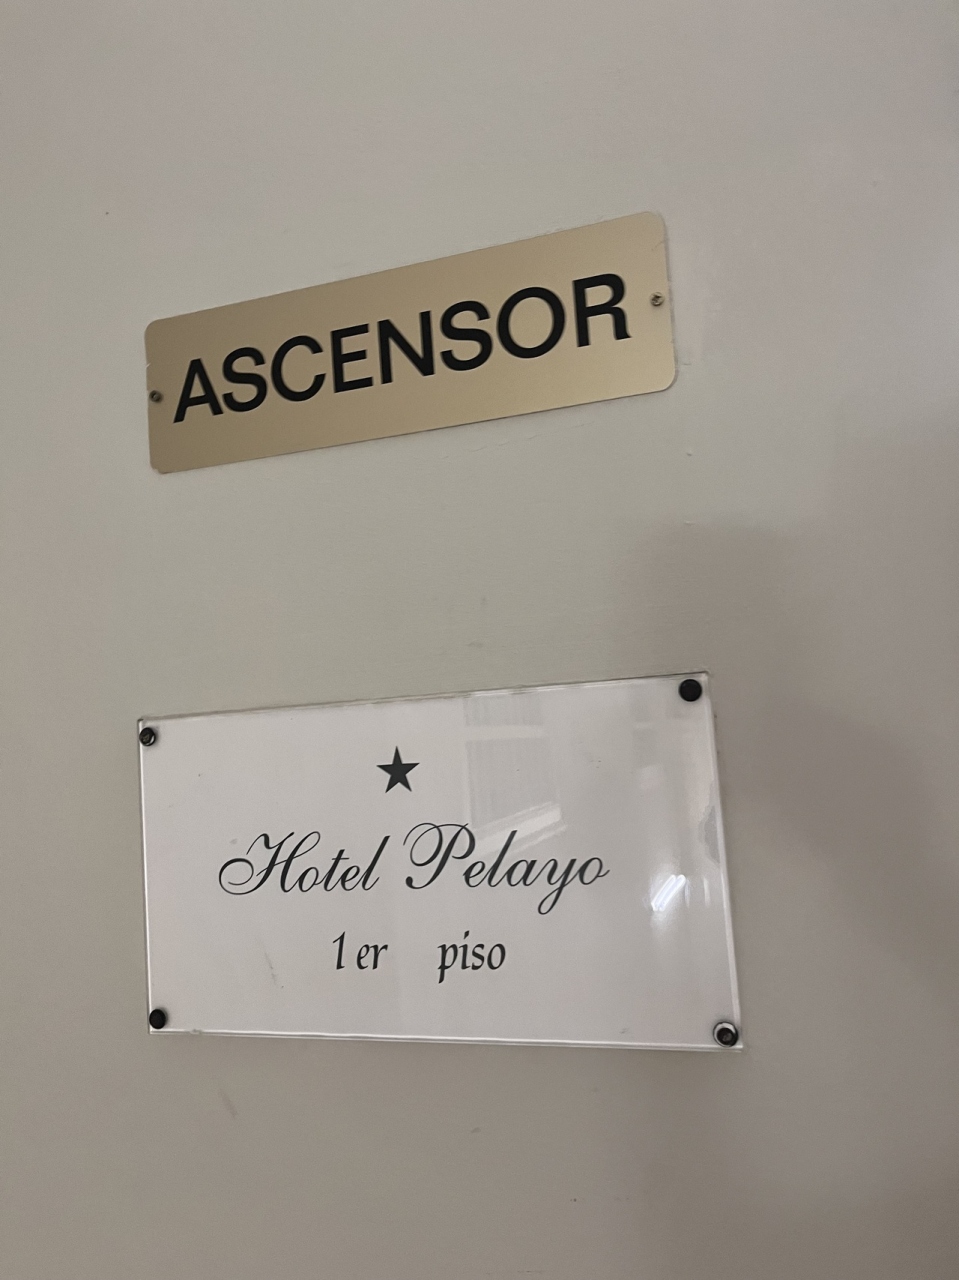 ASCENSOR
Hotel Pelayo
1er piso